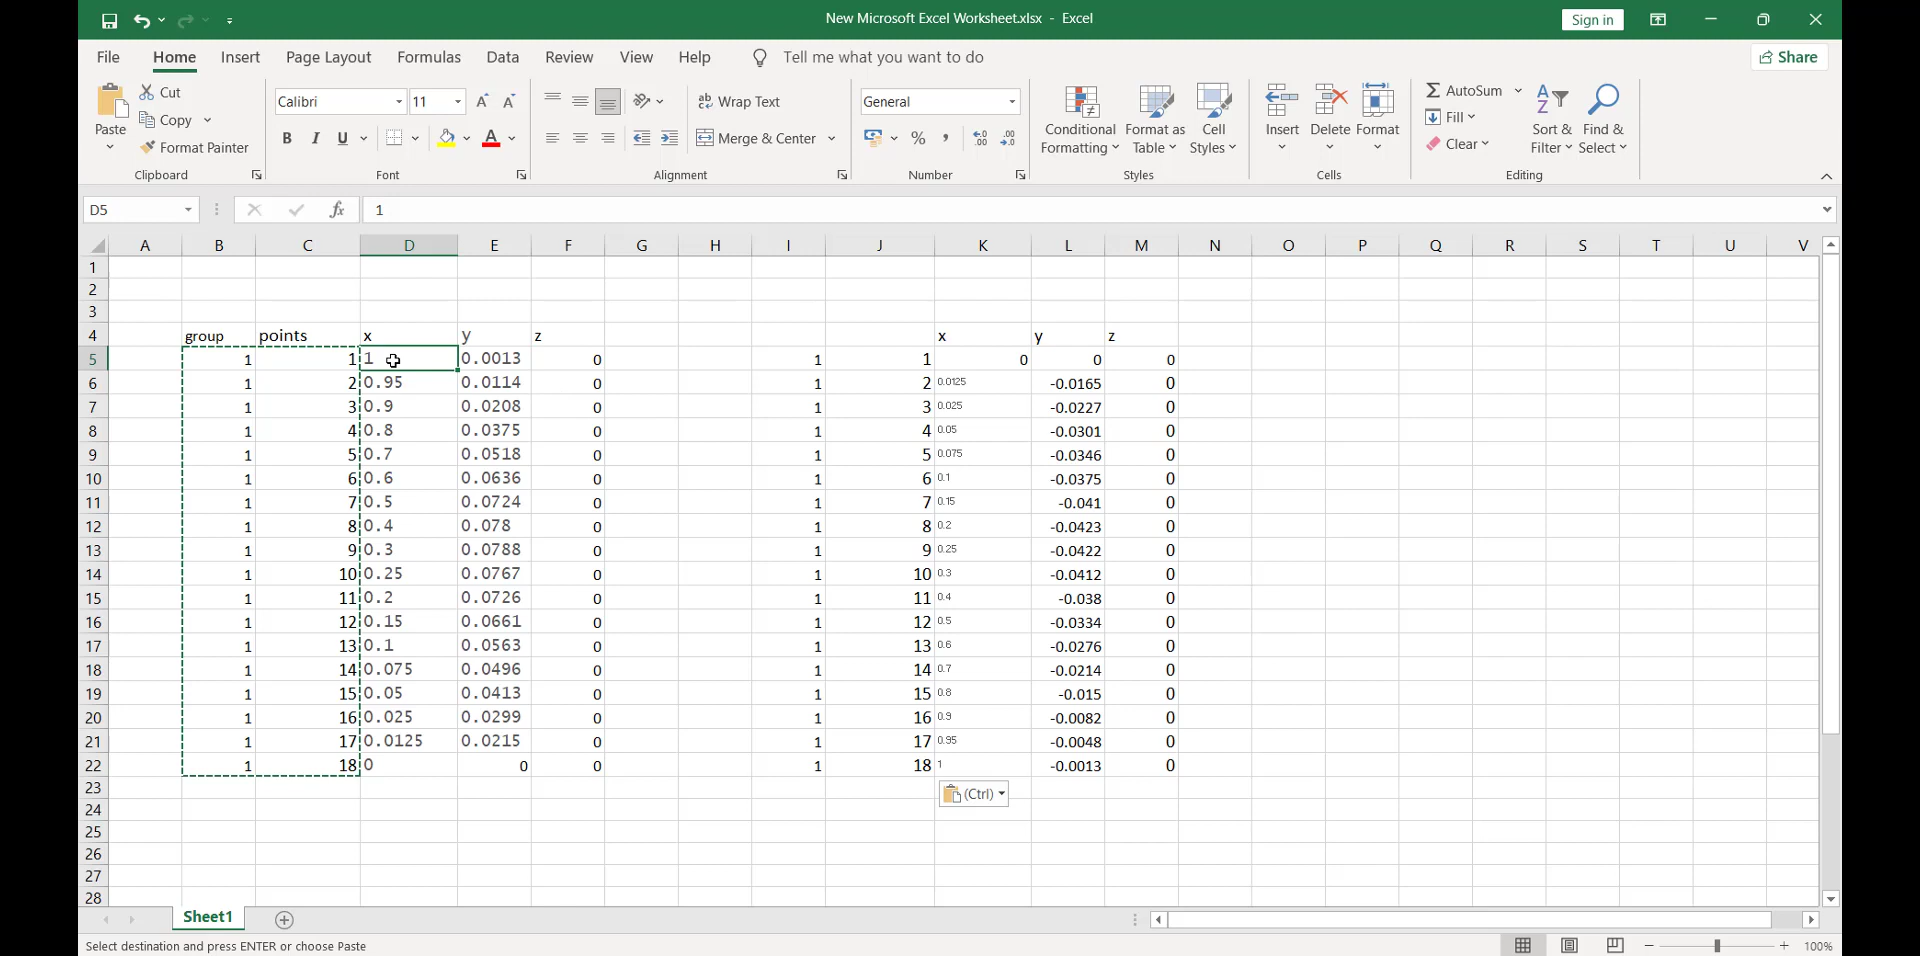 New Microsoft Excel Worksheet.xlsx - Excel
Sign in
File Home Insert Page Layout Formulas Data Review View Help Tell me what you want to do
Share
Paste
Cut
Copy
Format Painter
Clipboard
Calibri 11
B I U
Font
ab Wrap Text
Merge & Center
Alignment
General
%
Number
Conditional Formatting
Format as Table
Cell Styles
Styles
Insert
Delete
Format
Cells
AutoSum
Fill
Clear
Sort & Filter
Find & Select
Editing
D5 fx 1
A B C D E F G H I J K L M N O P Q R S T U V
1
2
3
4 group points x y z x y z
5 1 1 1 0.0013 0 1 1 0 0 0
6 1 2 0.95 0.0114 0 1 2 0.0125 -0.0165 0
7 1 3 0.9 0.0208 0 1 3 0.025 -0.0227 0
8 1 4 0.8 0.0375 0 1 4 0.05 -0.0301 0
9 1 5 0.7 0.0518 0 1 5 0.075 -0.0346 0
10 1 6 0.6 0.0636 0 1 6 0.1 -0.0375 0
11 1 7 0.5 0.0724 0 1 7 0.15 -0.041 0
12 1 8 0.4 0.078 0 1 8 0.2 -0.0423 0
13 1 9 0.3 0.0788 0 1 9 0.25 -0.0422 0
14 1 10 0.25 0.0767 0 1 10 0.3 -0.0412 0
15 1 11 0.2 0.0726 0 1 11 0.4 -0.038 0
16 1 12 0.15 0.0661 0 1 12 0.5 -0.0334 0
17 1 13 0.1 0.0563 0 1 13 0.6 -0.0276 0
18 1 14 0.075 0.0496 0 1 14 0.7 -0.0214 0
19 1 15 0.05 0.0413 0 1 15 0.8 -0.015 0
20 1 16 0.025 0.0299 0 1 16 0.9 -0.0082 0
21 1 17 0.0125 0.0215 0 1 17 0.95 -0.0048 0
22 1 18 0 0 0 1 18 1 -0.0013 0
23 (Ctrl)
24
25
26
27
28
Sheet1
Select destination and press ENTER or choose Paste
100%